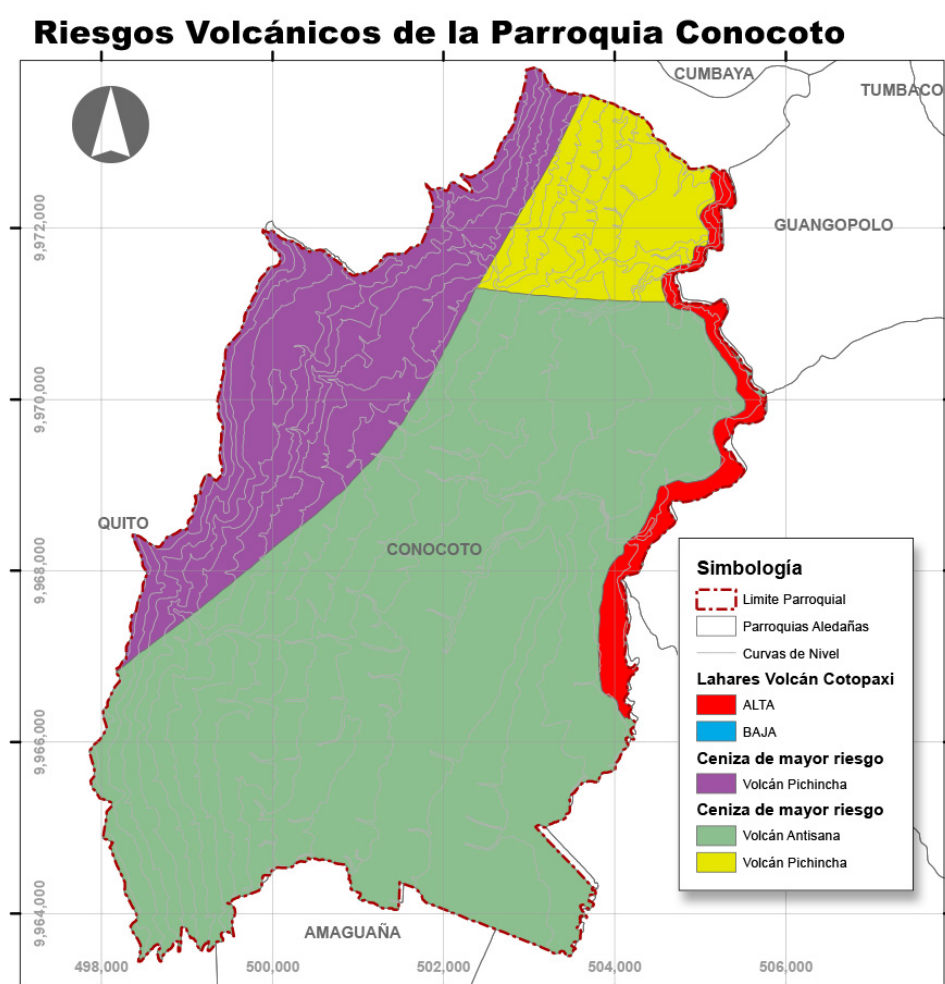 Riesgos Volcánicos de la Parroquia Conocoto
CUMBAYA
TUMBACO
GUANGOPOLO
QUITO
CONOCOTO
AMAGUAÑA
9,972,000
9,970,000
9,968,000
9,966,000
9,964,000
498,000
500,000
502,000
504,000
506,000
Simbología
Limite Parroquial
Parroquias Aledañas
Curvas de Nivel
Lahares Volcán Cotopaxi
ALTA
BAJA
Ceniza de mayor riesgo
Volcán Pichincha
Ceniza de mayor riesgo
Volcán Antisana
Volcán Pichincha